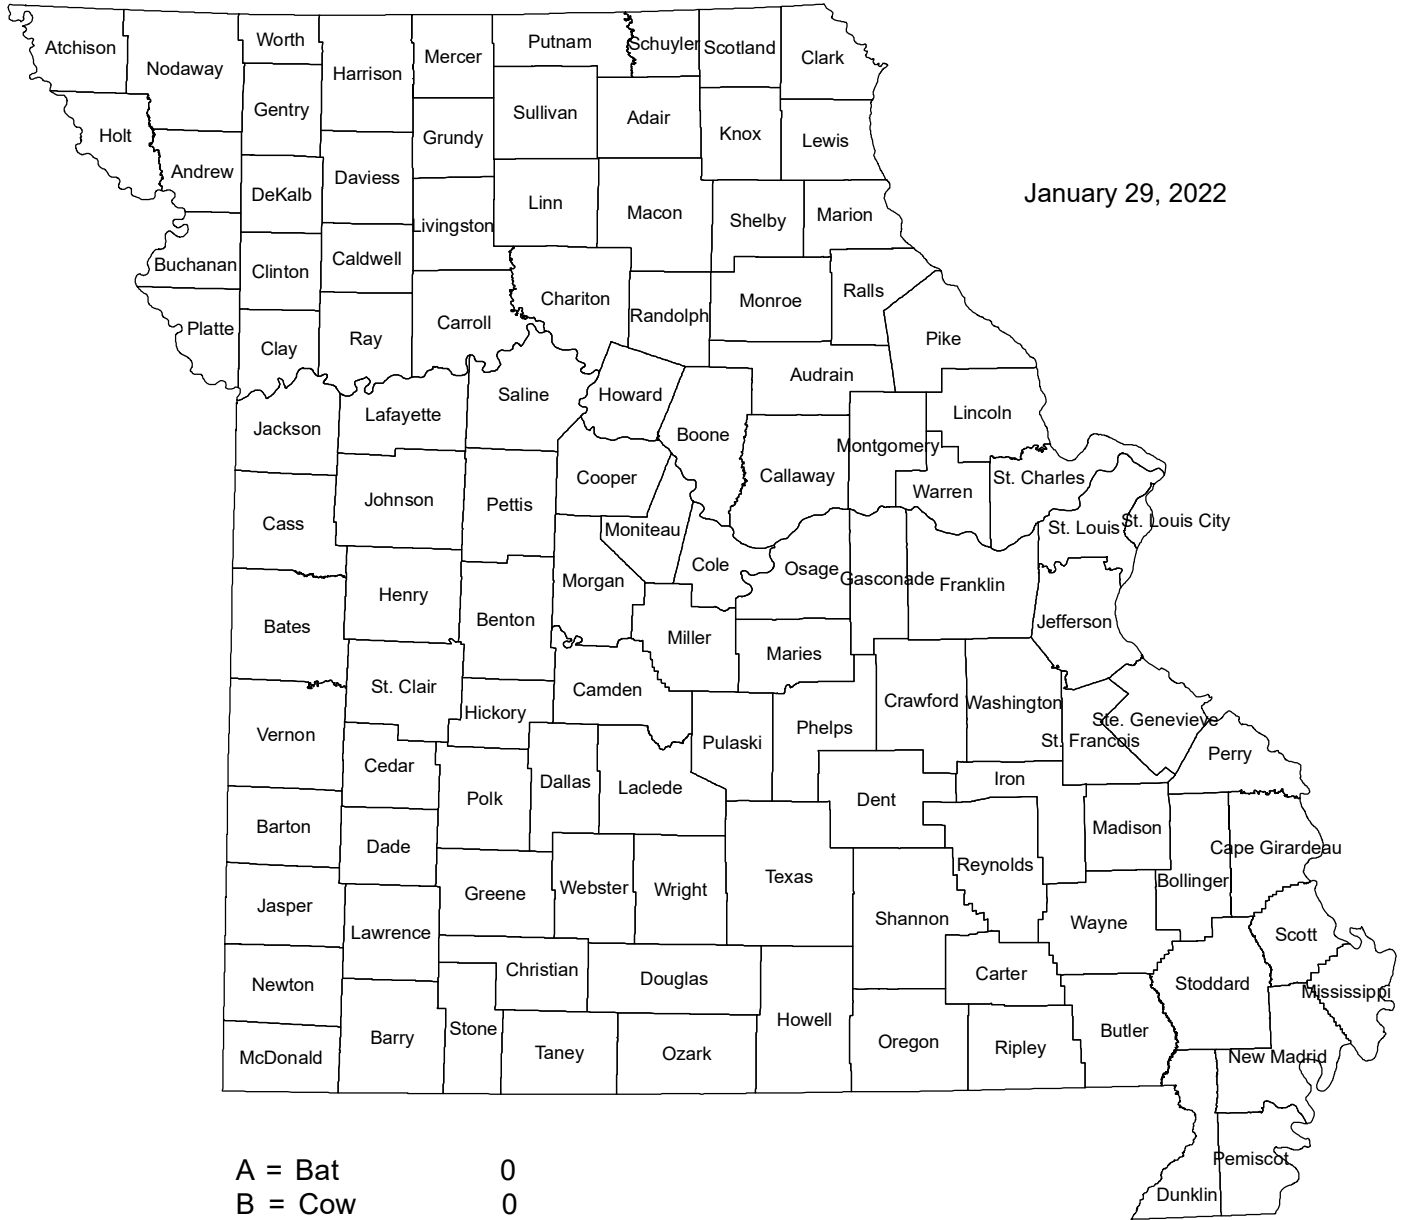 Atchison
Nodaway
Worth
Harrison
Mercer
Putnam
Schuyler
Scotland
Clark
Gentry
Sullivan
Adair
Knox
Lewis
Holt
Grundy
Andrew
DeKalb
Daviess
Linn
Macon
Shelby
Marion
January 29, 2022
Livingston
Buchanan
Clinton
Caldwell
Chariton
Randolph
Monroe
Ralls
Platte
Clay
Ray
Carroll
Pike
Saline
Howard
Audrain
Jackson
Lafayette
Boone
Lincoln
Montgomery
Cooper
Callaway
Warren
St. Charles
Johnson
Pettis
Cass
Moniteau
St. Louis
St. Louis City
Cole
Osage
Gasconade
Franklin
Morgan
Henry
Benton
Bates
Miller
Maries
Jefferson
St. Clair
Camden
Hickory
Crawford
Washington
Ste. Genevieve
St. Francois
Vernon
Pulaski
Phelps
Perry
Cedar
Dallas
Polk
Laclede
Dent
Iron
Barton
Dade
Madison
Cape Girardeau
Reynolds
Bollinger
Texas
Greene
Webster
Wright
Jasper
Lawrence
Shannon
Wayne
Scott
Christian
Douglas
Carter
Stoddard
Mississippi
Newton
Stone
Howell
Barry
Taney
Ozark
Oregon
Ripley
Butler
New Madrid
McDonald
Pemiscot
Dunklin
A = Bat 0
B = Cow 0